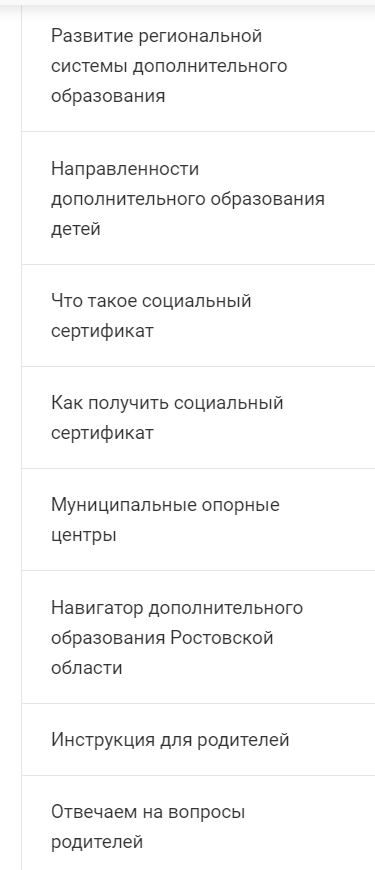 Развитие региональной
системы дополнительного
образования
Направленности
дополнительного образования
детей
Что такое социальный
сертификат
Как получить социальный
сертификат
Муниципальные опорные
центры
Навигатор дополнительного
образования Ростовской
области
Инструкция для родителей
Отвечаем на вопросы
родителей